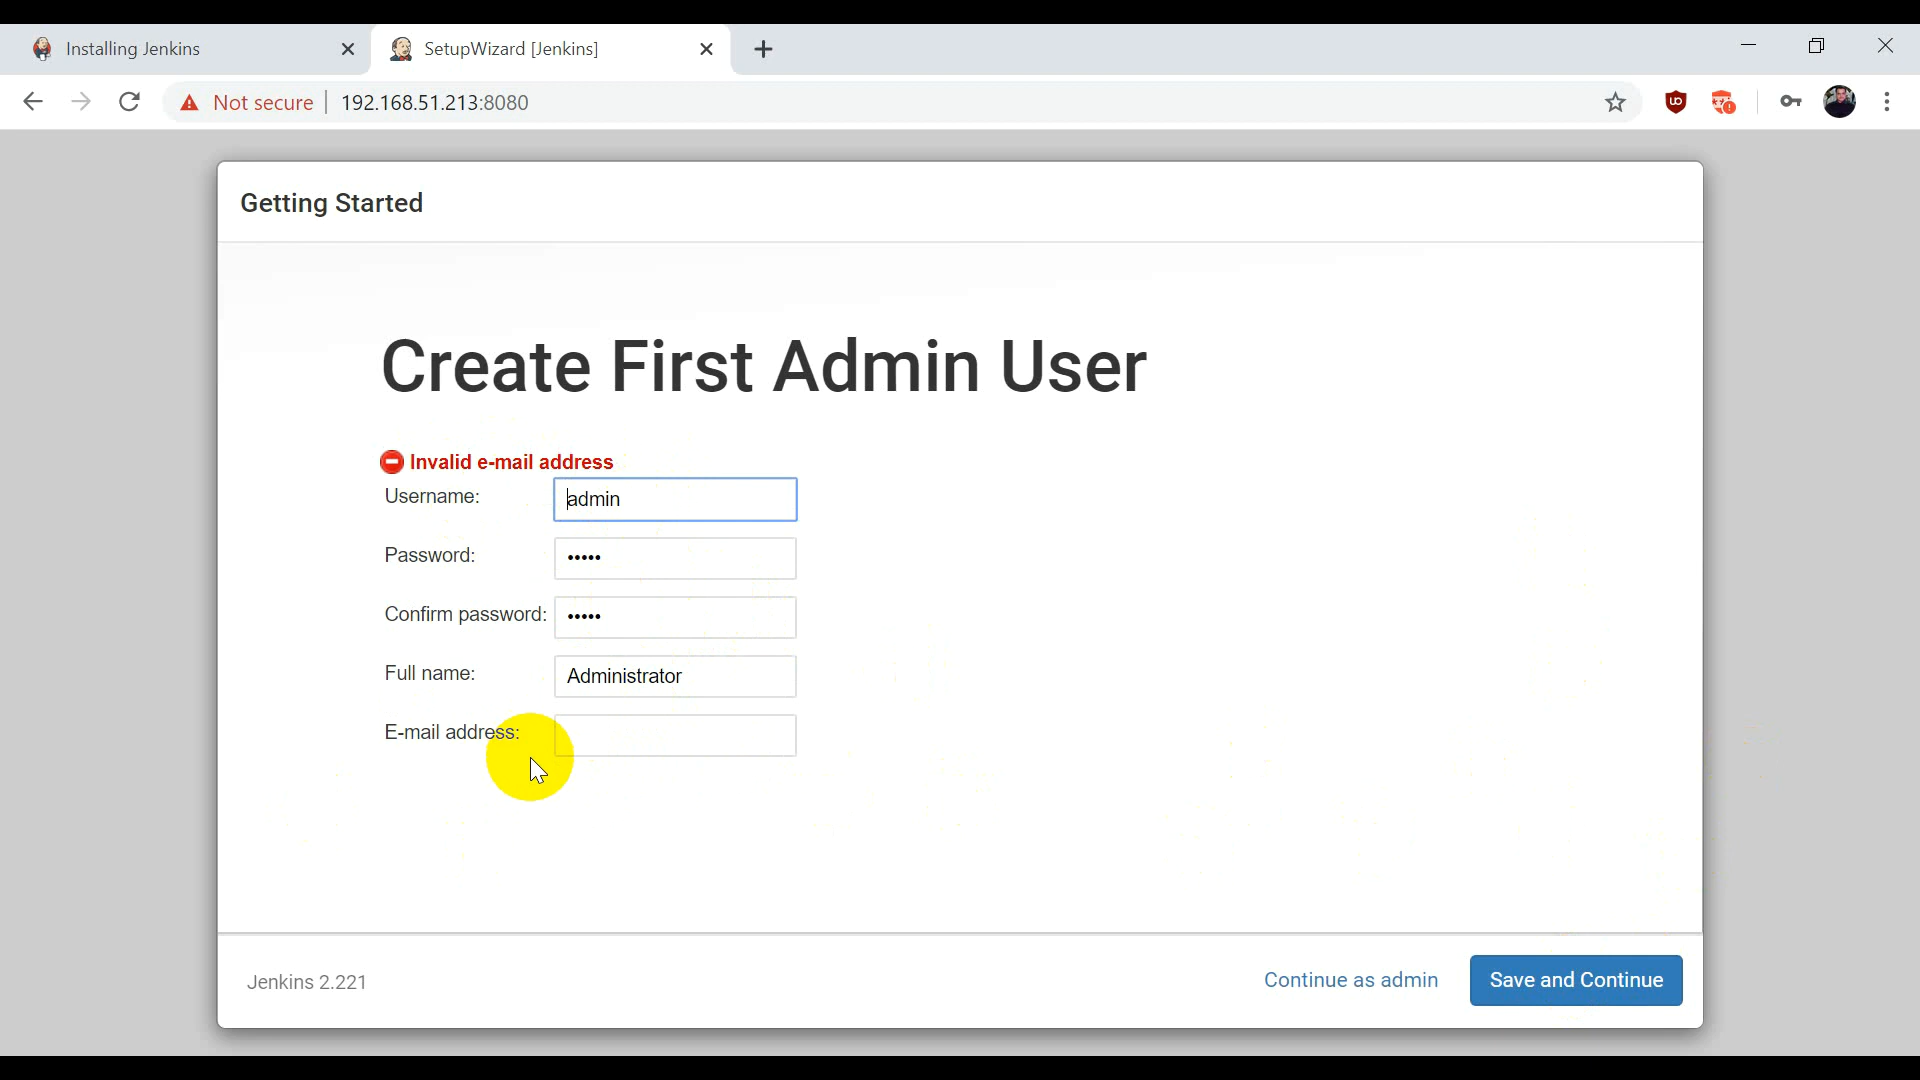 Installing Jenkins
SetupWizard [Jenkins]
Not secure
192.168.51.213:8080
Getting Started
Create First Admin User
Invalid e-mail address
Username: admin
Password: •••••
Confirm password: •••••
Full name: Administrator
E-mail address:
Jenkins 2.221
Continue as admin
Save and Continue